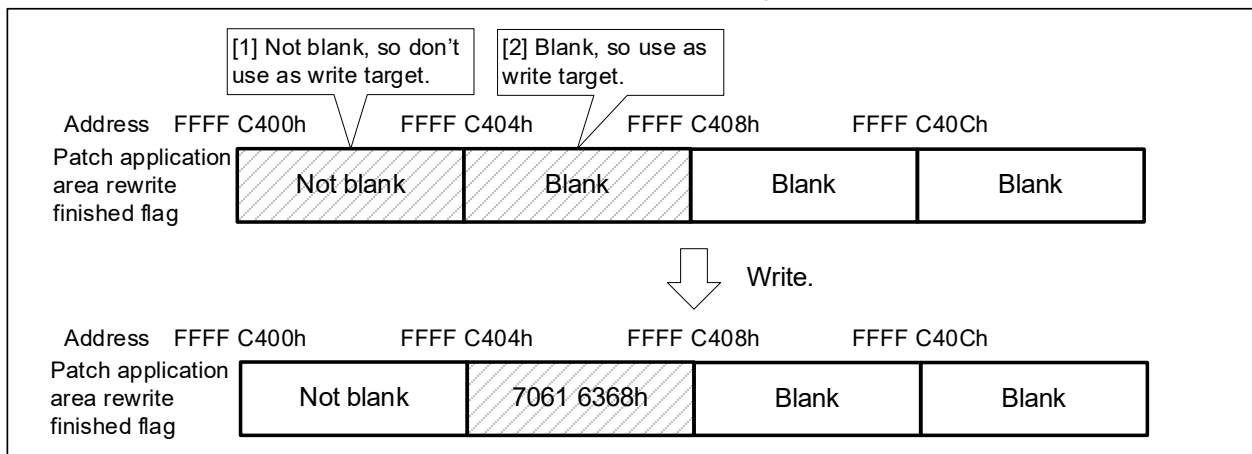 [1] Not blank, so don't
use as write target.
[2] Blank, so use as
write target.
Address FFFF C400h FFFF C404h FFFF C408h FFFF C40Ch
Patch application
area rewrite
finished flag
Not blank Blank Blank Blank
Write.
Address FFFF C400h FFFF C404h FFFF C408h FFFF C40Ch
Patch application
area rewrite
finished flag
Not blank 7061 6368h Blank Blank